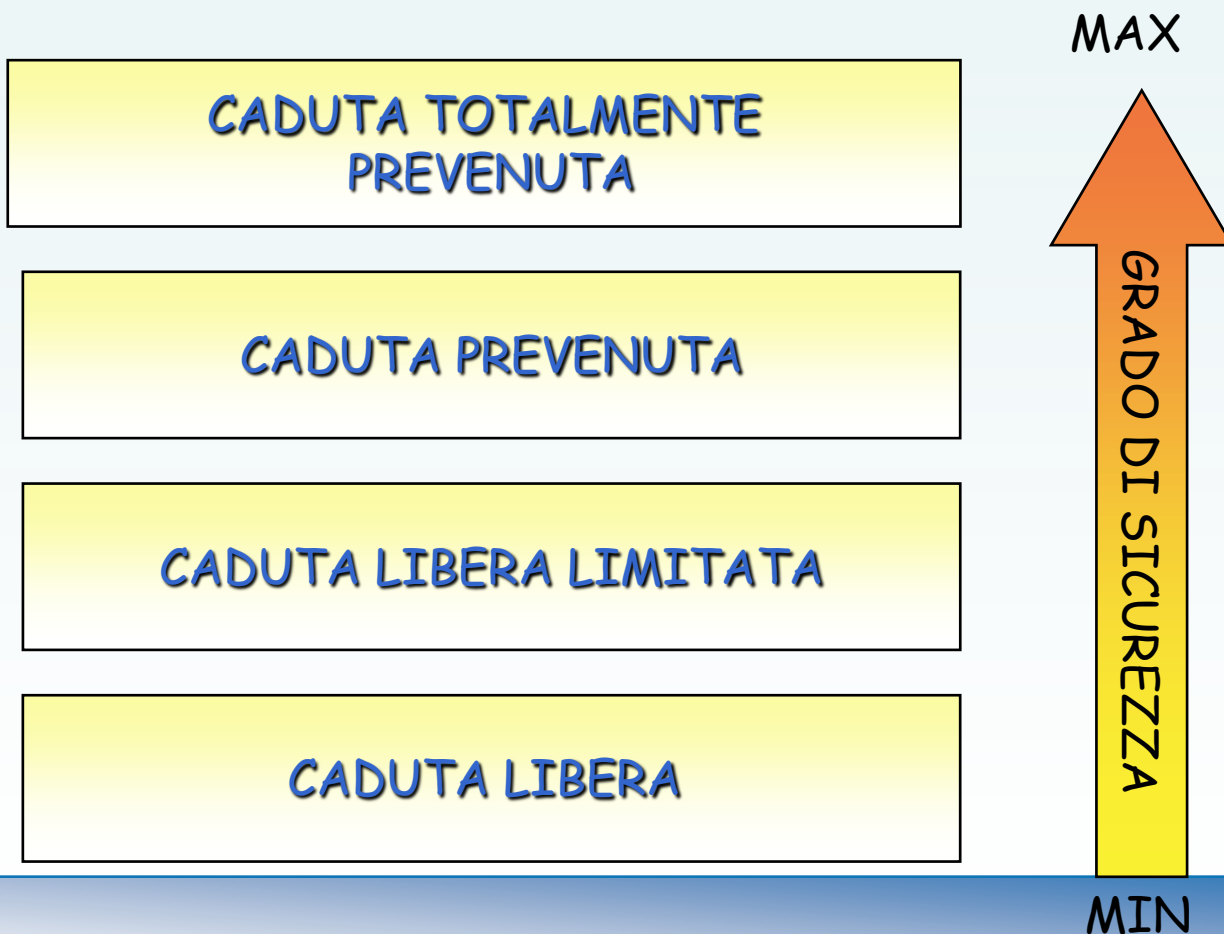 MAX
CADUTA TOTALMENTE
PREVENUTA
CADUTA PREVENUTA
CADUTA LIBERA LIMITATA
CADUTA LIBERA
GRADO DI SICUREZZA
MIN